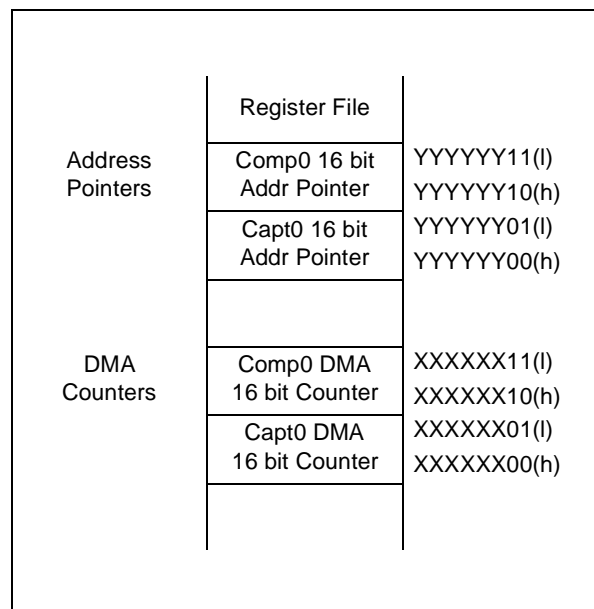 Register File
Address
Pointers
Comp0 16 bit
Addr Pointer
YYYYYY11(l)
YYYYYY10(h)
Capt0 16 bit
Addr Pointer
YYYYYY01(l)
YYYYYY00(h)
DMA
Counters
Comp0 DMA
16 bit Counter
XXXXXX11(l)
XXXXXX10(h)
Capt0 DMA
16 bit Counter
XXXXXX01(l)
XXXXXX00(h)